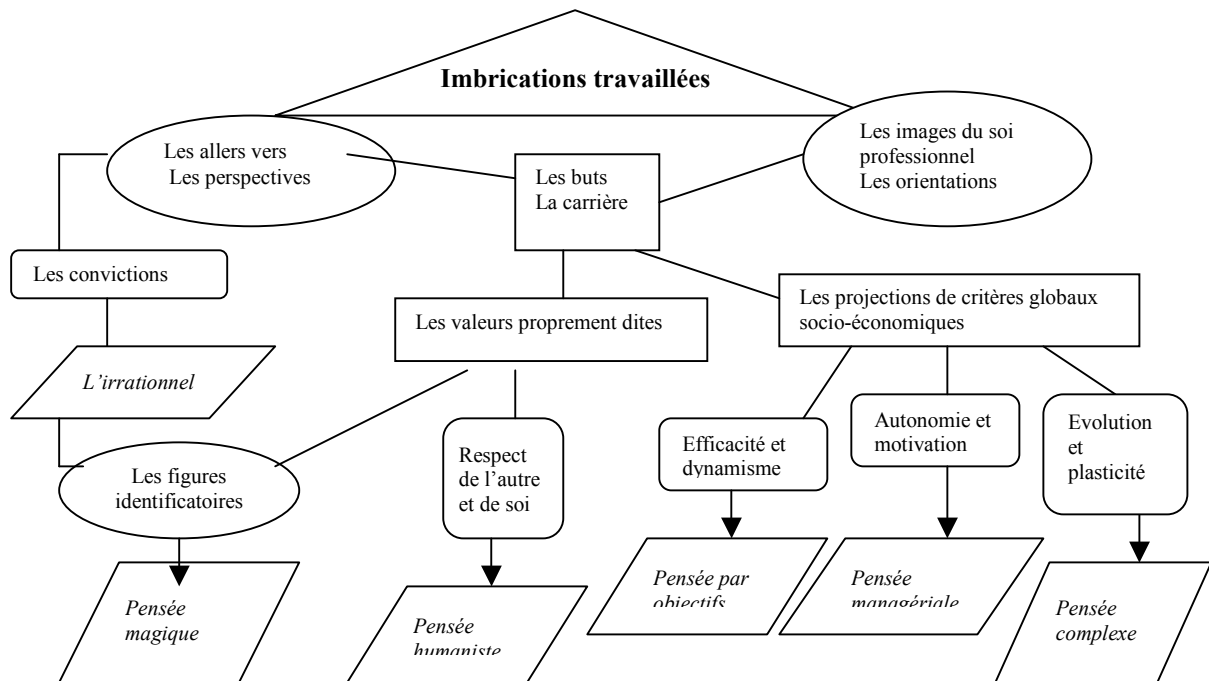 Imbrications travaillées
Les allers vers
Les perspectives
Les images du soi
professionnel
Les orientations
Les buts
La carrière
Les convictions
Les valeurs proprement dites
Les projections de critères globaux
socio-économiques
L’irrationnel
Les figures
identificatoires
Respect
de l’autre
et de soi
Efficacité et
dynamisme
Autonomie et
motivation
Evolution
et
plasticité
Pensée
magique
Pensée
humaniste
Pensée par
objectifs
Pensée
managériale
Pensée
complexe